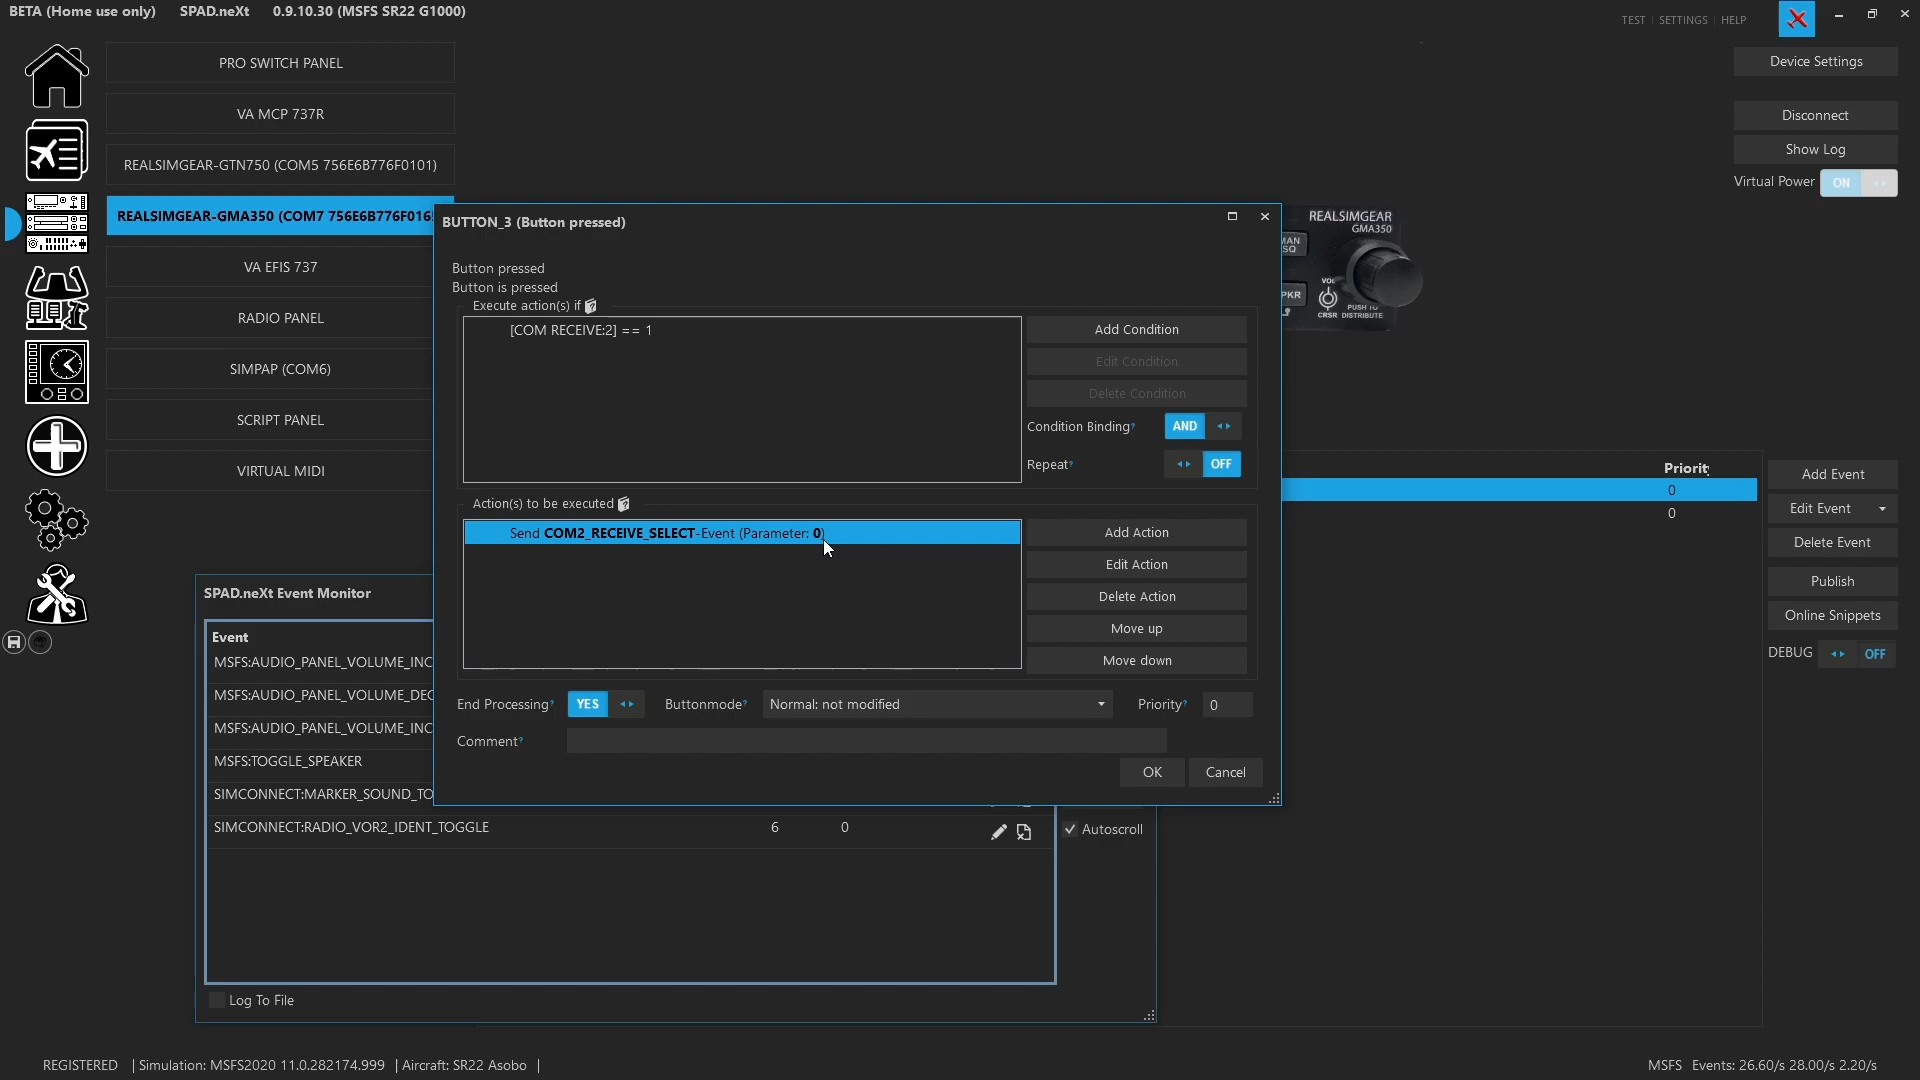 BETA (Home use only) SPAD.neXt 0.9.10.30 (MSFS SR22 G1000)
TEST | SETTINGS | HELP
PRO SWITCH PANEL
VA MCP 737R
REALSIMGEAR-GTN750 (COM5 756E6B776F0101)
REALSIMGEAR-GMA350 (COM7 756E6B776F016
VA EFIS 737
RADIO PANEL
SIMPAP (COM6)
SCRIPT PANEL
VIRTUAL MIDI
Device Settings
Disconnect
Show Log
Virtual Power ON
REALSIMGEAR
GMA350
MAN
SQ
PKR
VOL
PUSH TO
CRSR DISTRIBUTE
BUTTON_3 (Button pressed)
Button pressed
Button is pressed
Execute action(s) if
[COM RECEIVE:2] == 1
Add Condition
Edit Condition
Delete Condition
Condition Binding? AND
Repeat? OFF
Action(s) to be executed
Send COM2_RECEIVE_SELECT-Event (Parameter: 0)
Add Action
Edit Action
Delete Action
Move up
Move down
End Processing? YES Buttonmode? Normal: not modified Priority? 0
Comment?
OK Cancel
Priority
0
0
Add Event
Edit Event
Delete Event
Publish
Online Snippets
DEBUG OFF
SPAD.neXt Event Monitor
Event
MSFS:AUDIO_PANEL_VOLUME_INC
MSFS:AUDIO_PANEL_VOLUME_DEC
MSFS:AUDIO_PANEL_VOLUME_INC
MSFS:TOGGLE_SPEAKER
SIMCONNECT:MARKER_SOUND_TO
SIMCONNECT:RADIO_VOR2_IDENT_TOGGLE 6 0
Autoscroll
Log To File
REGISTERED | Simulation: MSFS2020 11.0.282174.999 | Aircraft: SR22 Asobo |
MSFS Events: 26.60/s 28.00/s 2.20/s